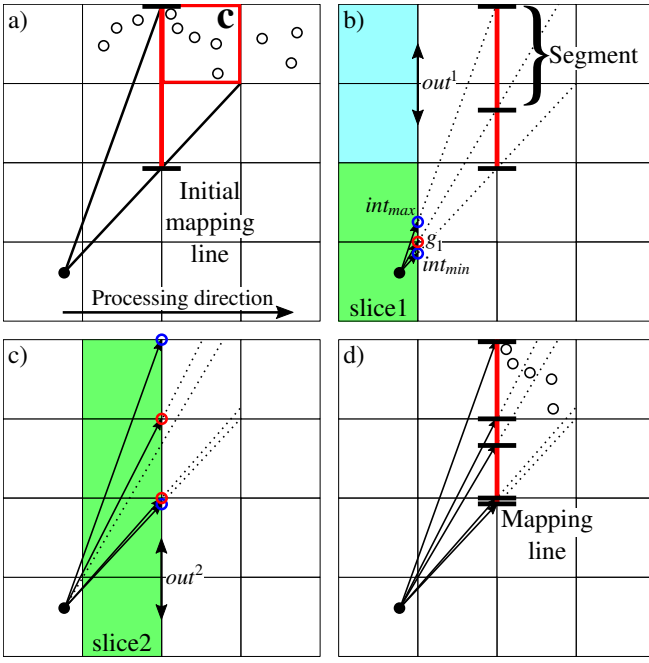 a)
c
Initial
mapping
line
Processing direction
b)
out¹
Segment
int_max
g₁
int_min
slice1
c)
out²
slice2
d)
Mapping
line